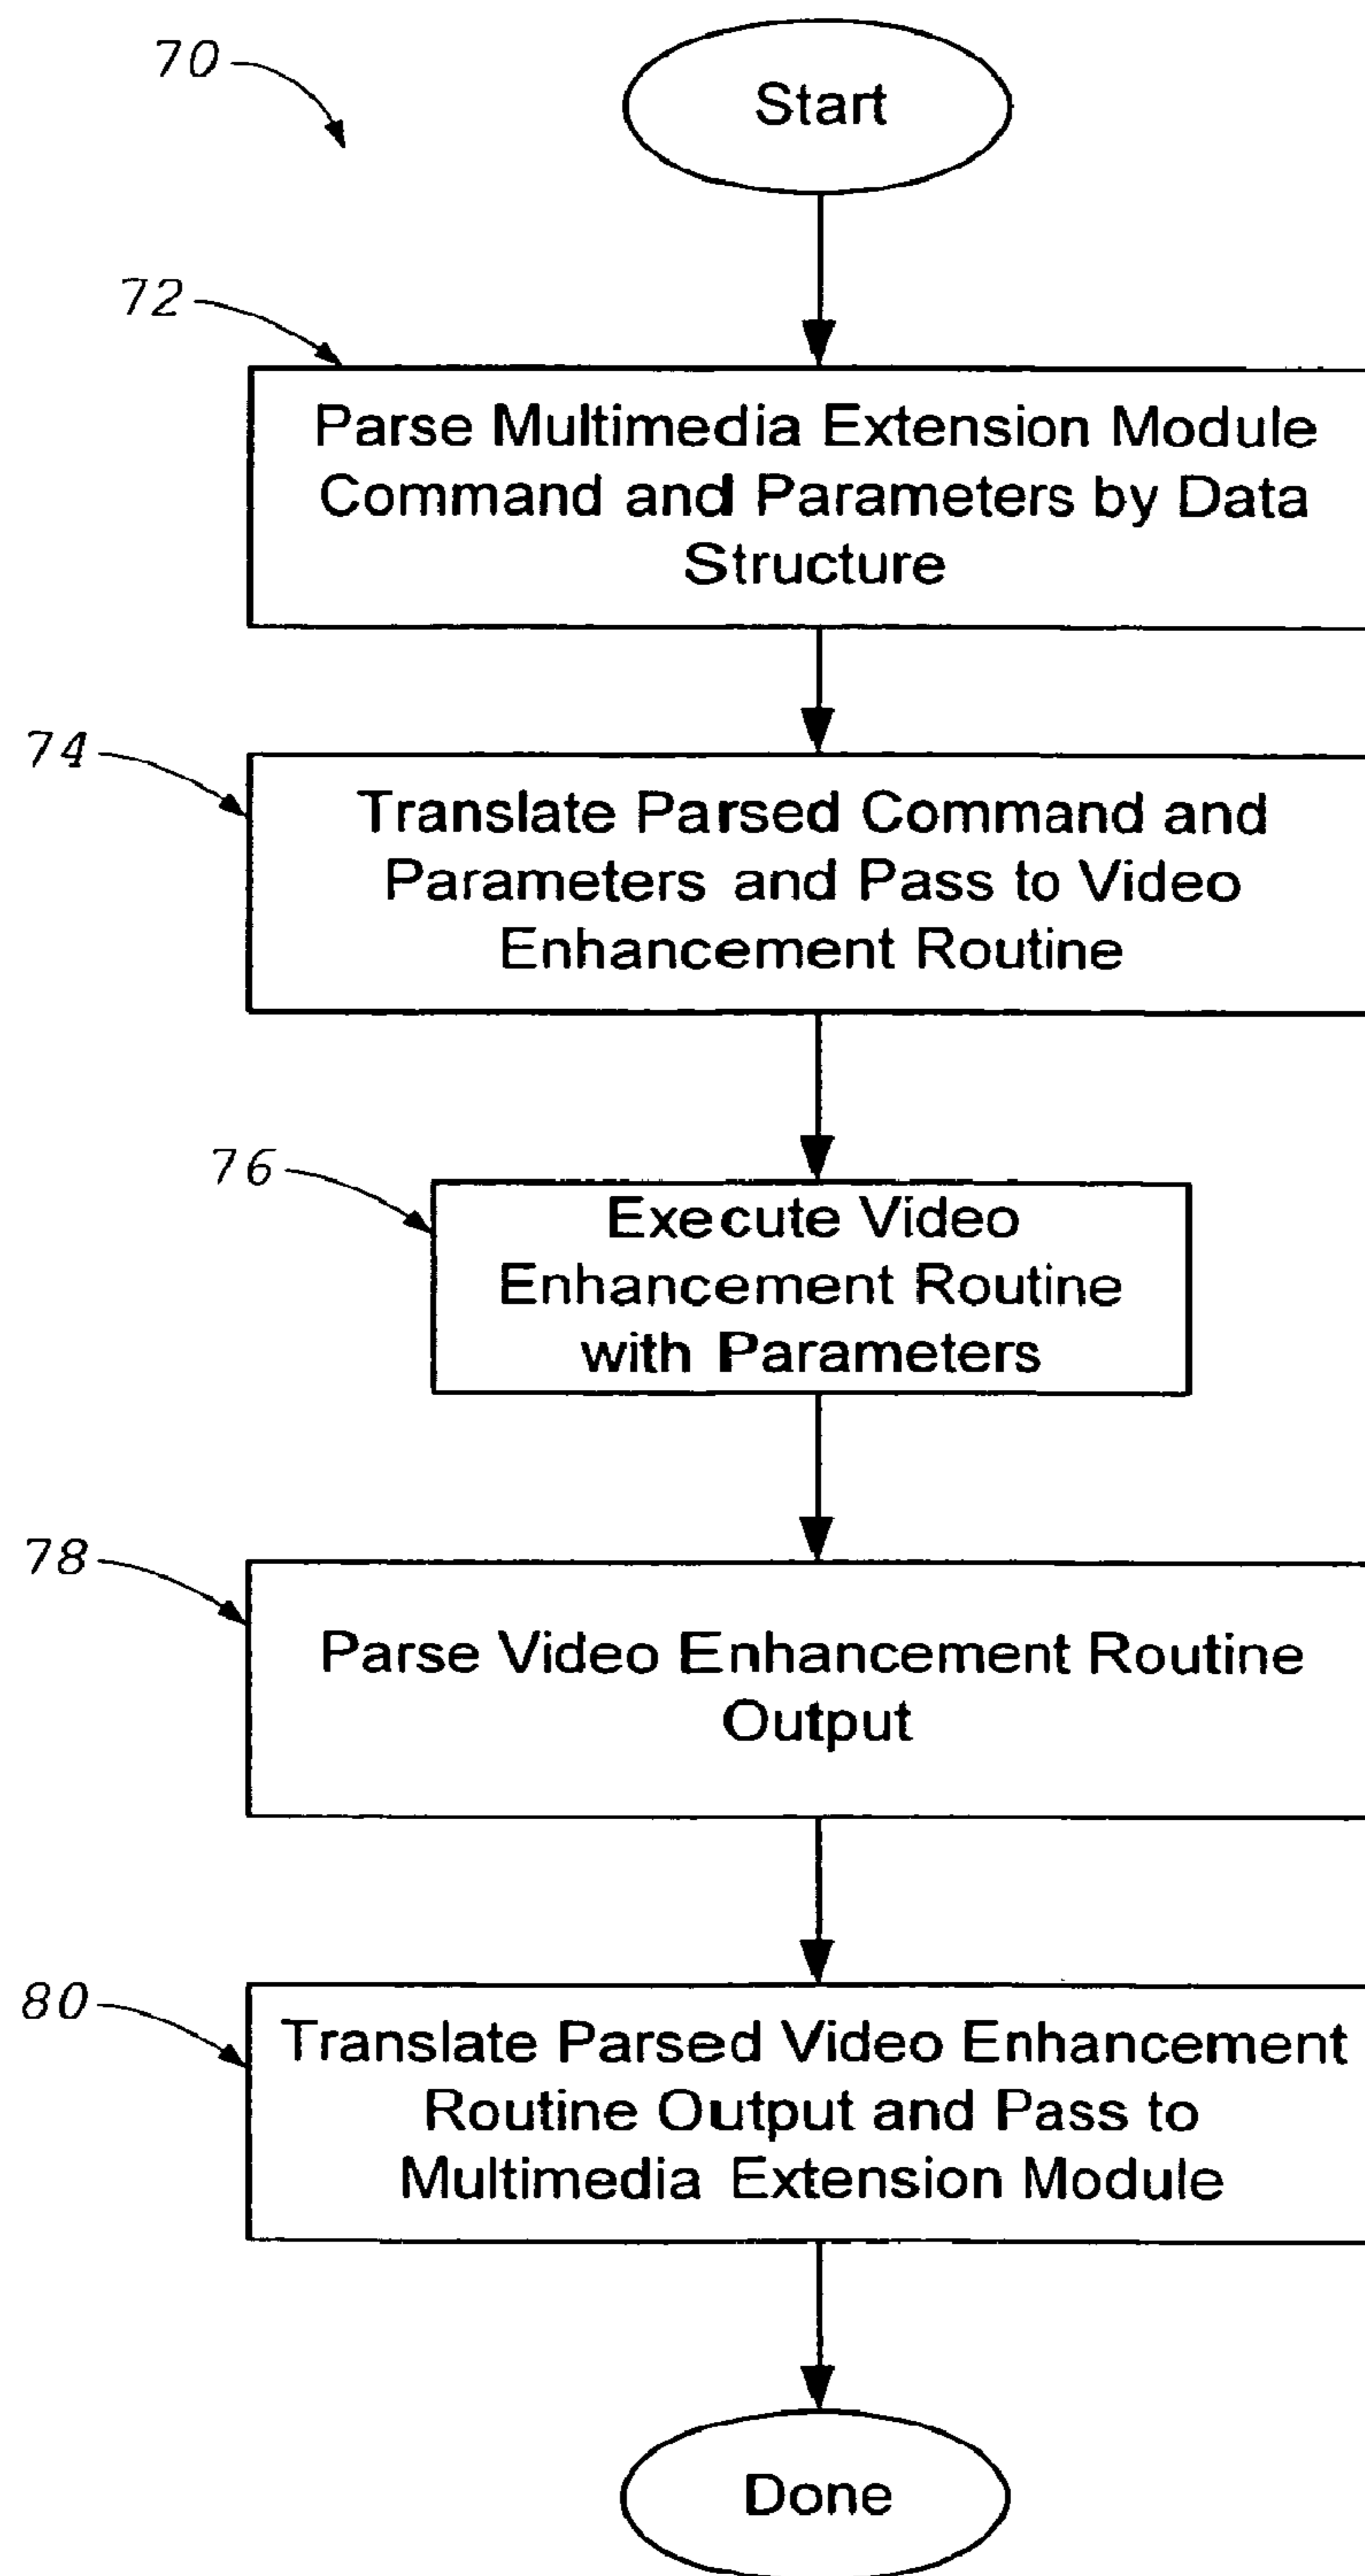 70
Start
72
Parse Multimedia Extension Module
Command and Parameters by Data
Structure
74
Translate Parsed Command and
Parameters and Pass to Video
Enhancement Routine
76
Execute Video
Enhancement Routine
with Parameters
78
Parse Video Enhancement Routine
Output
80
Translate Parsed Video Enhancement
Routine Output and Pass to
Multimedia Extension Module
Done